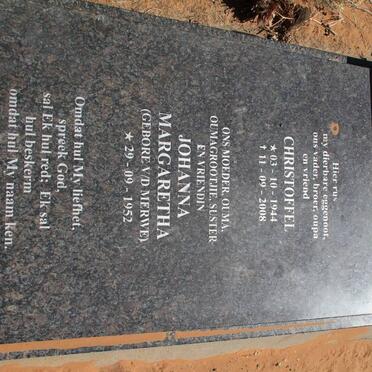 Hier rus
my dierbare eggenoot,
ons vader, broer, oupa
en vriend
CHRISTOFFEL
★ 03 - 10 - 1944
† 11 - 09 - 2008
ONS MOEDER, OUMA,
OUMAGROOTJIE, SUSTER
EN VRIENDIN
JOHANNA
MARGARETHA
(GEBORE V/D MERWE)
★ 29 - 09 - 1952
Omdat hul My liefhet,
spreek God,
sal Ek hul red; Ek sal
hul beskerm
omdat hul My naam ken.